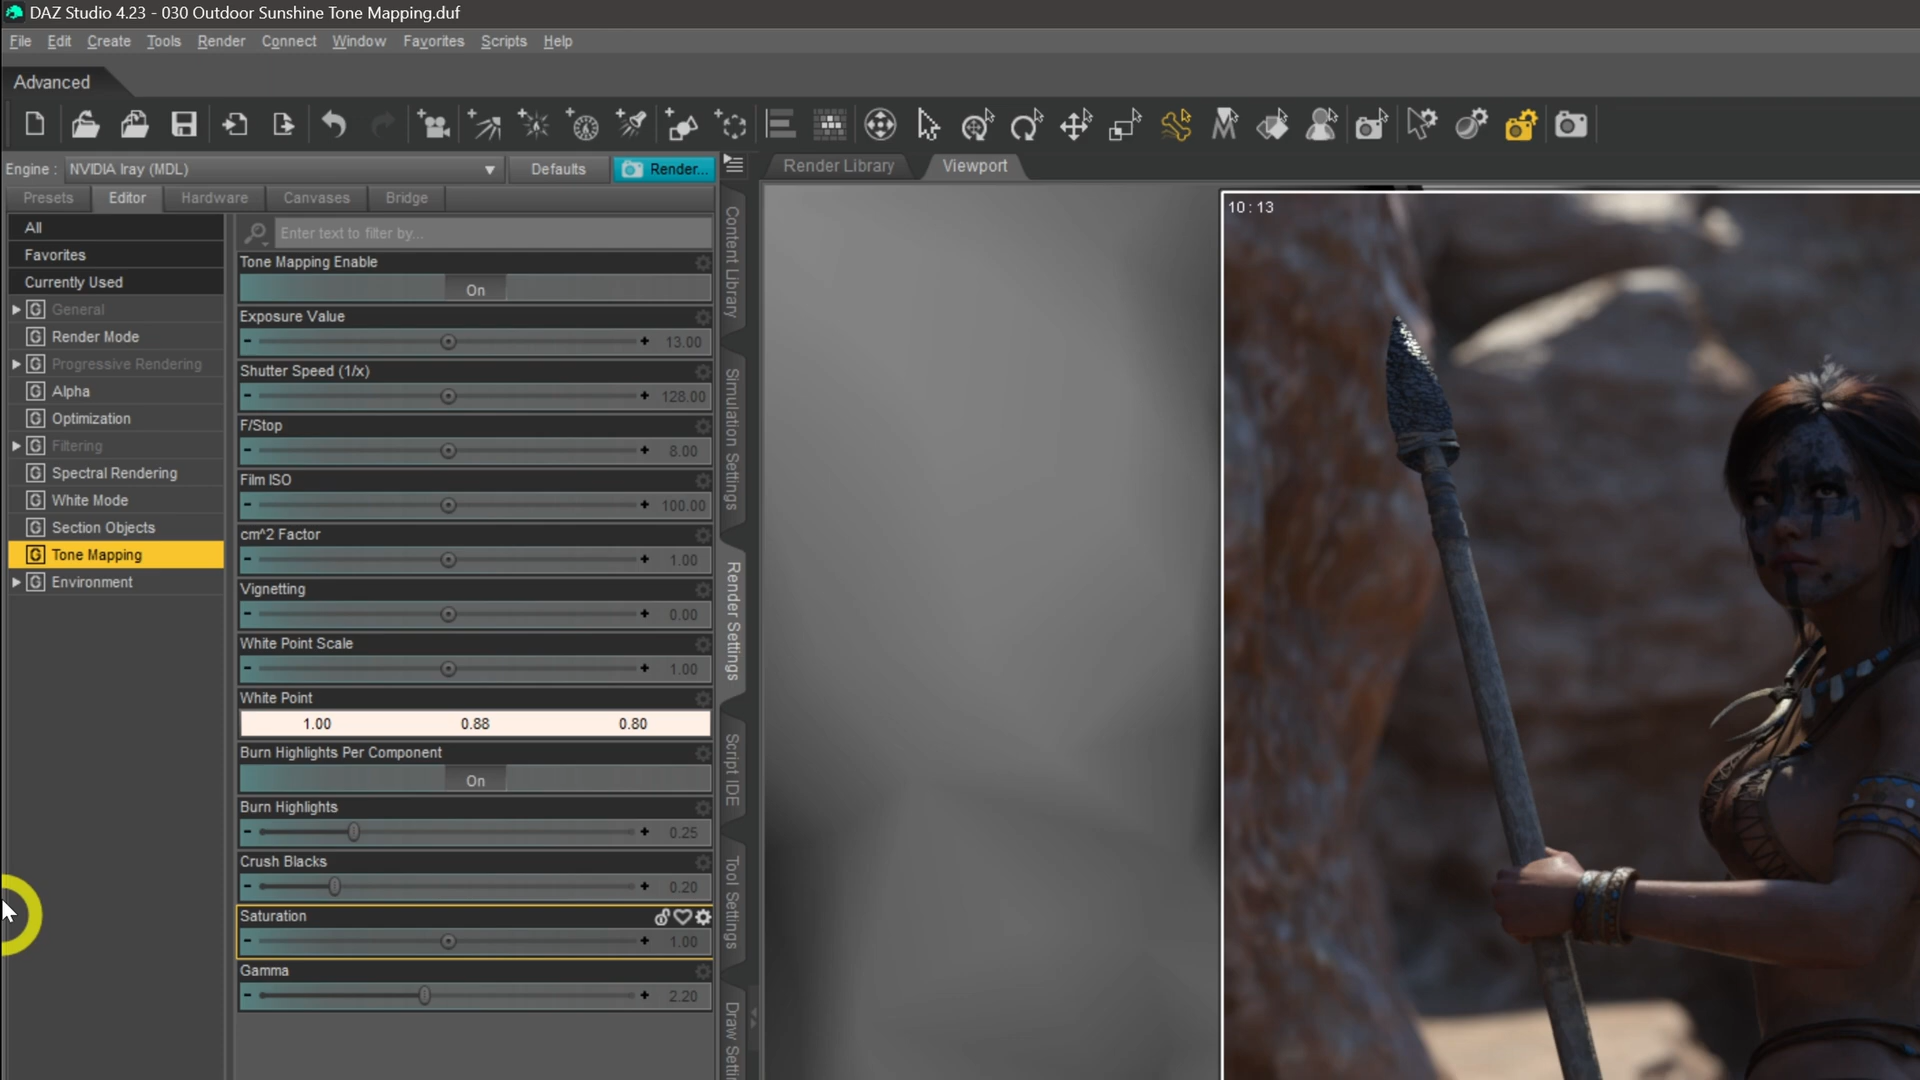 DAZ Studio 4.23 - 030 Outdoor Sunshine Tone Mapping.duf
File Edit Create Tools Render Connect Window Favorites Scripts Help
Advanced
Engine : NVIDIA Iray (MDL) Defaults Render...
Render Library Viewport
Presets Editor Hardware Canvases Bridge
All
Favorites
Currently Used
General
Render Mode
Progressive Rendering
Alpha
Optimization
Filtering
Spectral Rendering
White Mode
Section Objects
Tone Mapping
Environment
Enter text to filter by...
Tone Mapping Enable
On
Exposure Value
13.00
Shutter Speed (1/x)
128.00
F/Stop
8.00
Film ISO
100.00
cm^2 Factor
1.00
Vignetting
0.00
White Point Scale
1.00
White Point
1.00 0.88 0.80
Burn Highlights Per Component
On
Burn Highlights
0.25
Crush Blacks
0.20
Saturation
1.00
Gamma
2.20
Content Library
Simulation Settings
Render Settings
Script IDE
Tool Settings
Draw Setti
10:13